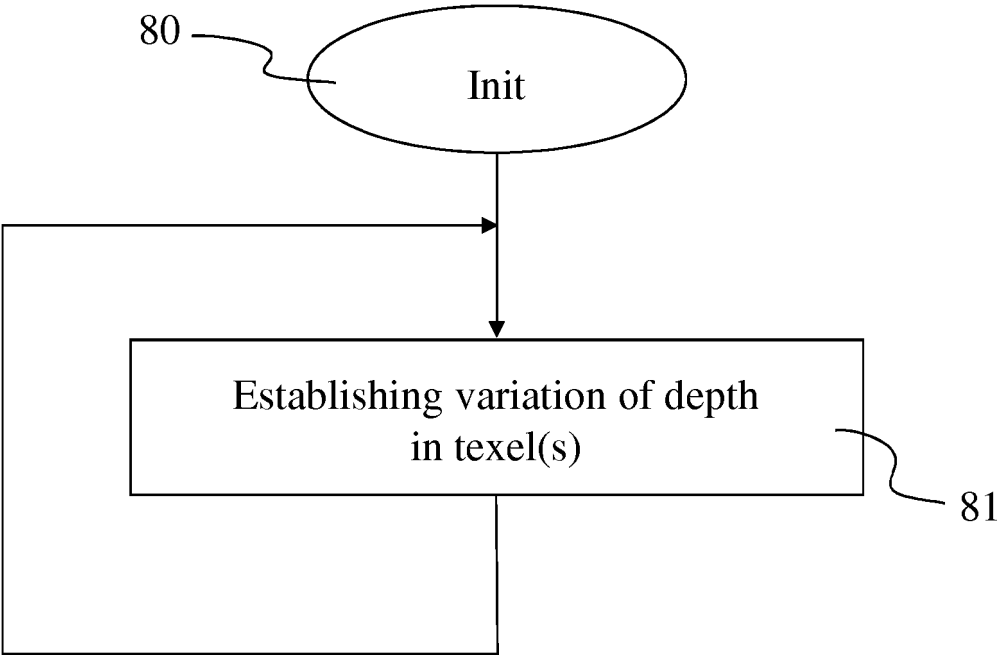 80
Init
Establishing variation of depth
in texel(s)
81